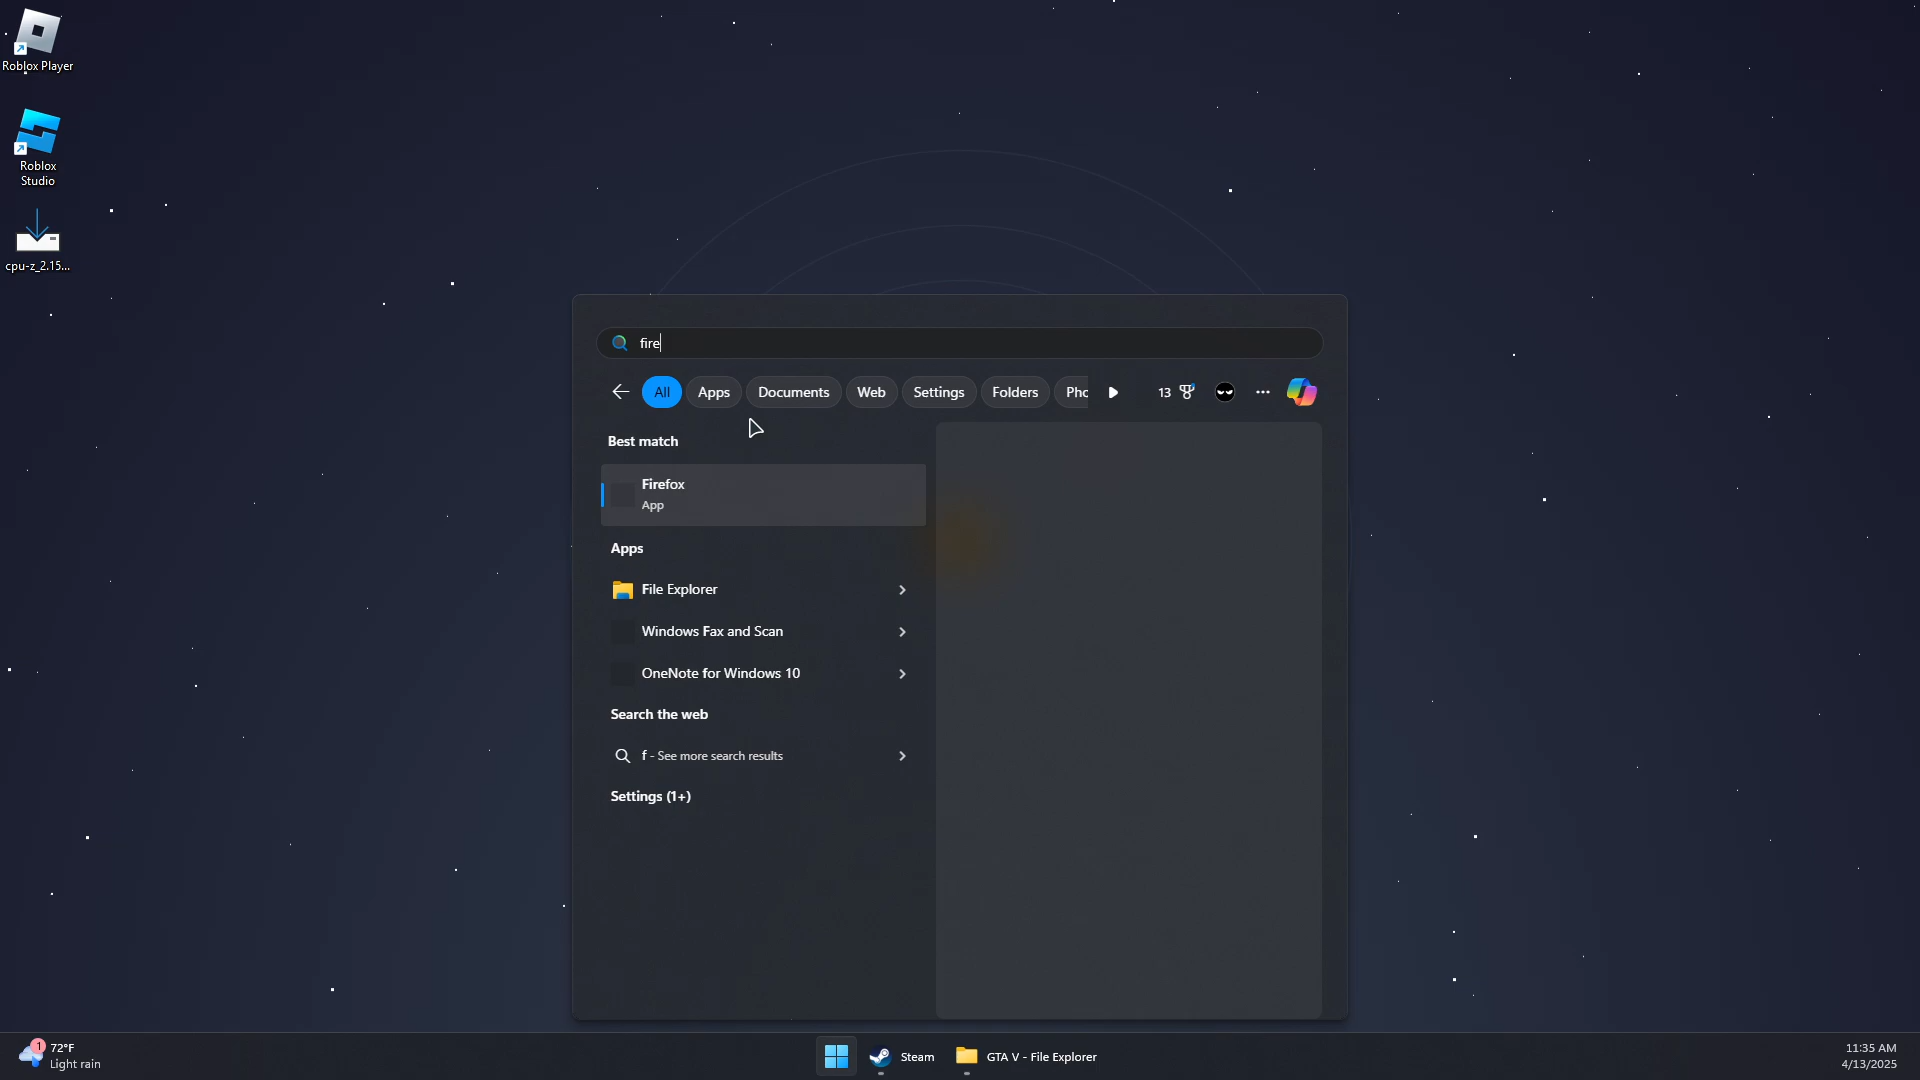 Roblox Player
Roblox
Studio
cpu-z_2.15...
fire
All
Apps
Documents
Web
Settings
Folders
Pho
13
Best match
Firefox
App
Apps
File Explorer
Windows Fax and Scan
OneNote for Windows 10
Search the web
f - See more search results
Settings (1+)
1
72°F
Light rain
Steam
GTA V - File Explorer
11:35 AM
4/13/2025